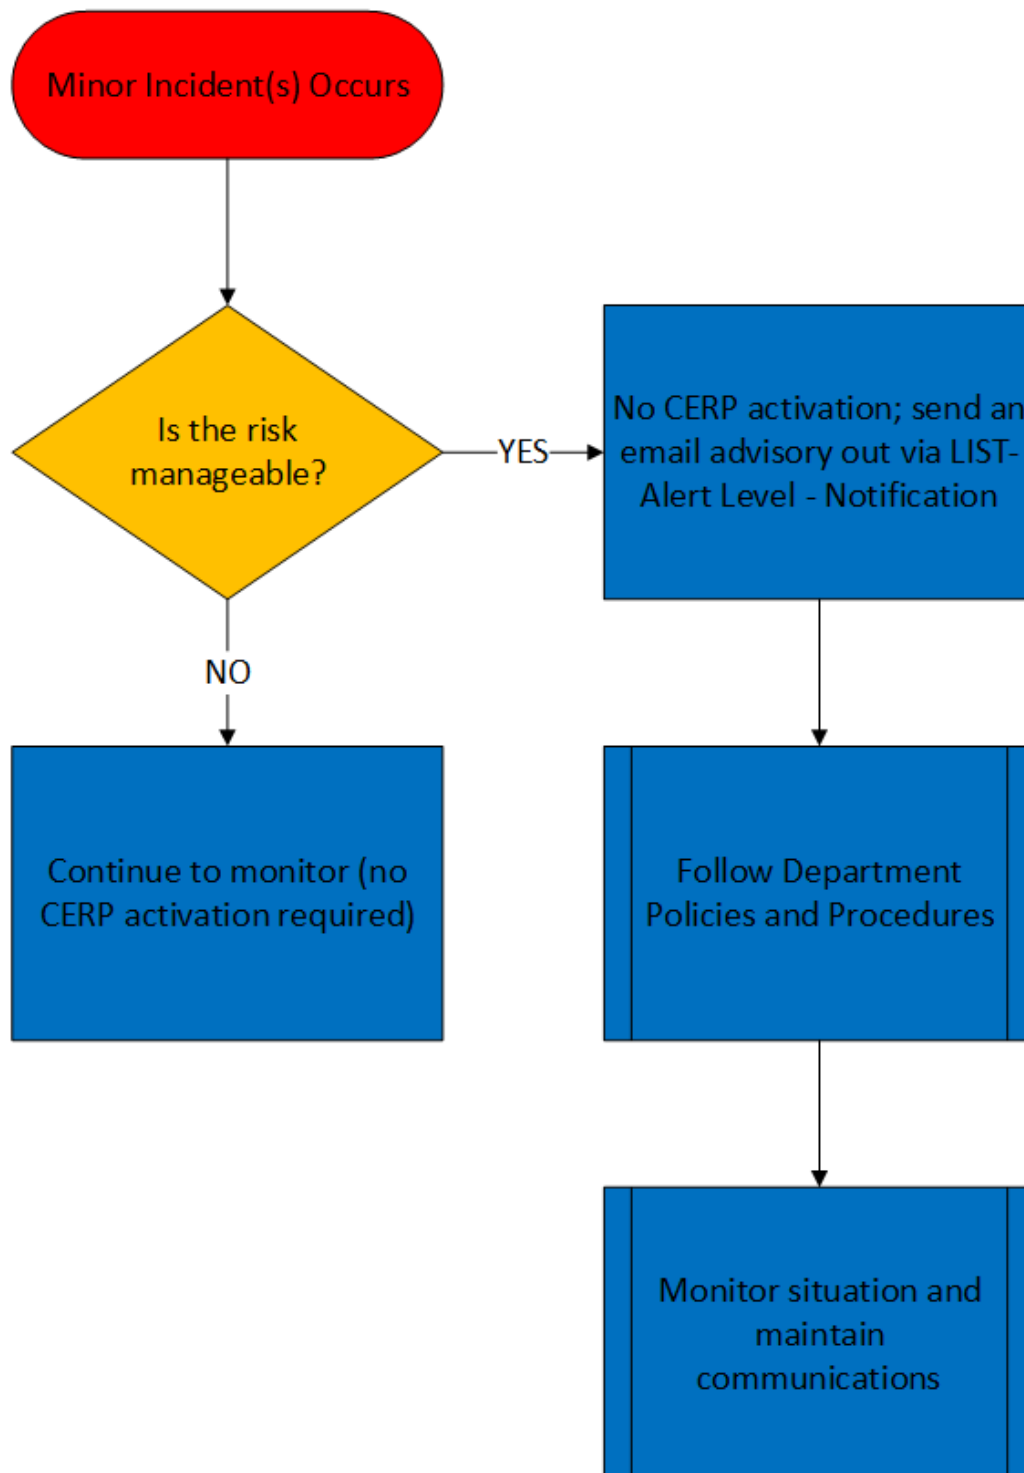 Minor Incident(s) Occurs
Is the risk
manageable?
YES
No CERP activation; send an
email advisory out via LIST-
Alert Level - Notification
NO
Continue to monitor (no
CERP activation required)
Follow Department
Policies and Procedures
Monitor situation and
maintain
communications